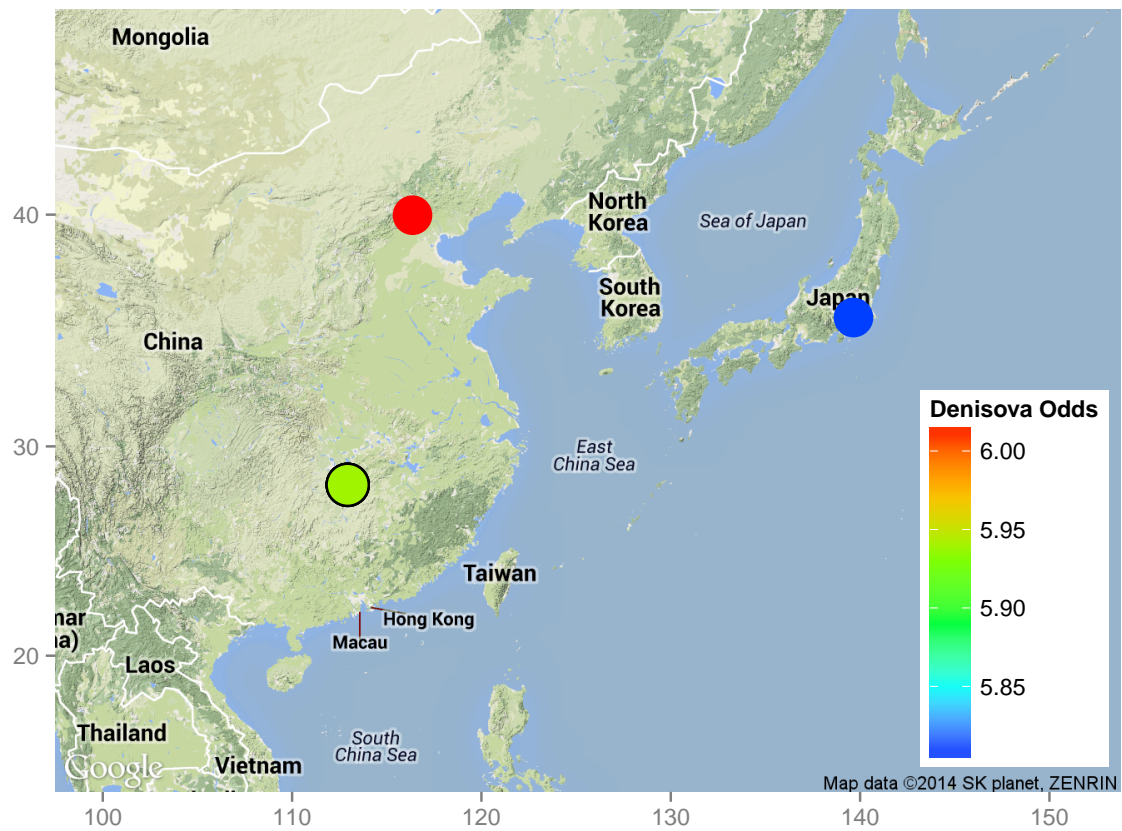 Mongolia
40
North
Korea
Sea of Japan
South
Korea
Japan
China
Denisova Odds
6.00
5.95
5.90
5.85
30
East
China Sea
Taiwan
Hong Kong
Macau
20
Laos
Thailand
Vietnam
South
China Sea
Google
Map data ©2014 SK planet, ZENRIN
100
110
120
130
140
150